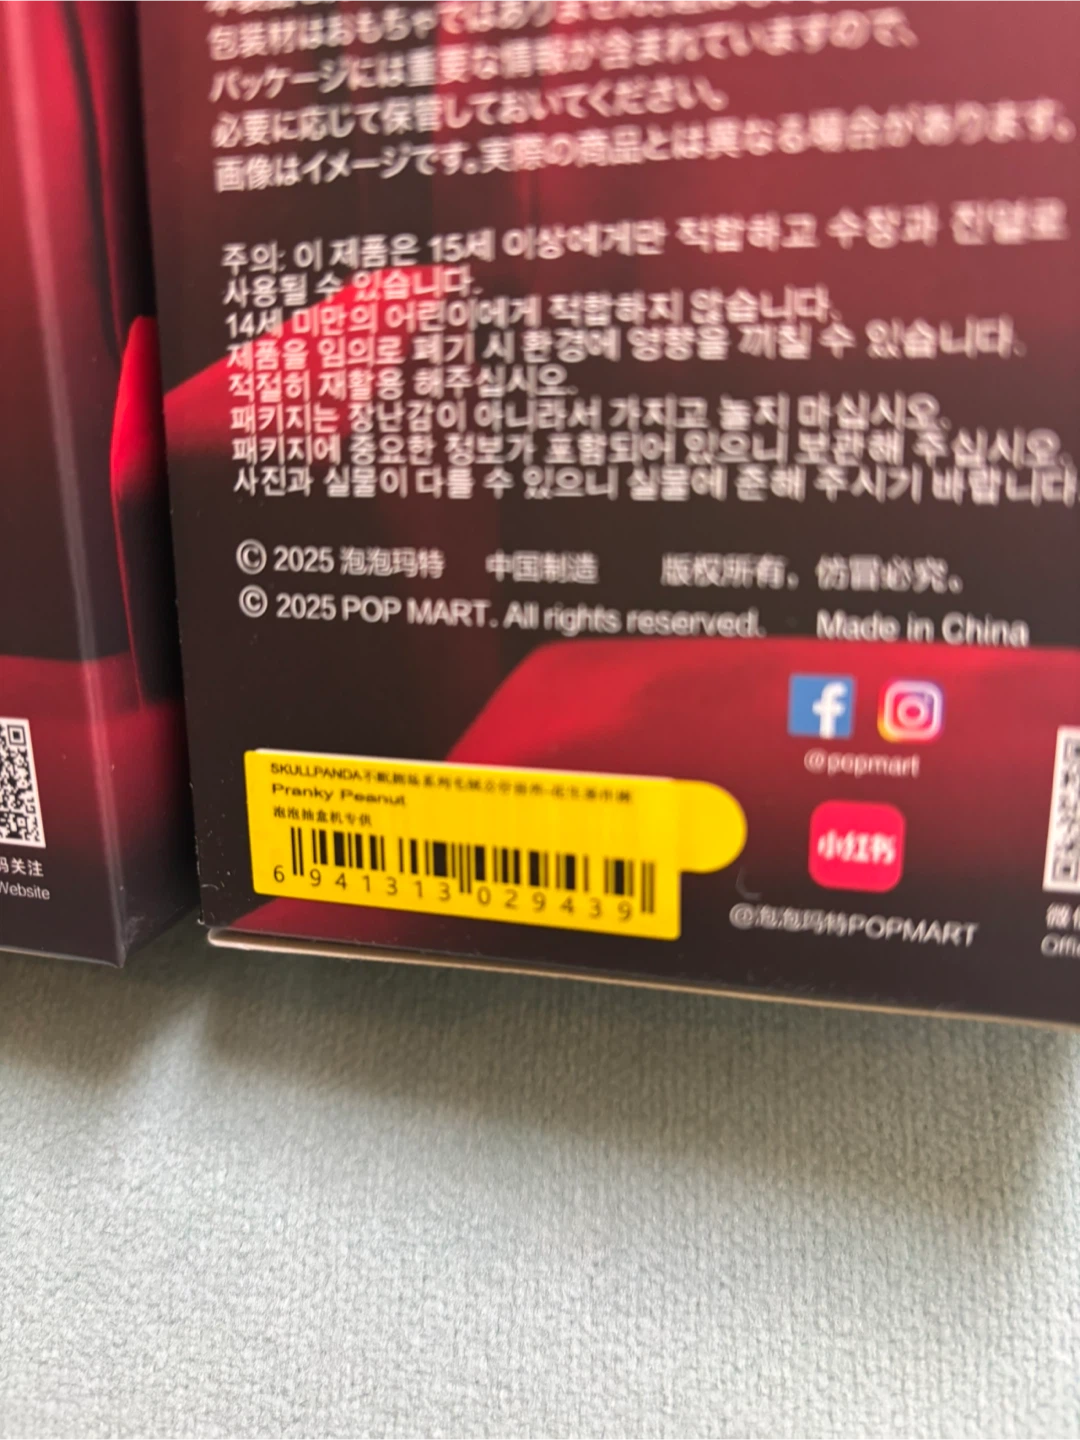 包装材はおもちゃではありません
パッケージには重要な情報が含まれていますので、
必要に応じて保管しておいてください。
画像はイメージです。実際の商品とは異なる場合があります。
주의: 이 제품은 15세 이상에게만 적합하고 수장과 진열로
사용될 수 있습니다.
14세 미만의 어린이에게 적합하지 않습니다.
제품을 임의로 폐기 시 환경에 영향을 끼칠 수 있습니다.
적절히 재활용 해주십시오.
패키지는 장난감이 아니라서 가지고 놀지 마십시오.
패키지에 중요한 정보가 포함되어 있으니 보관해 주십시오.
사진과 실물이 다를 수 있으니 실물에 준해 주시기 바랍니다
© 2025 泡泡玛特 中国制造 版权所有，仿冒必究。
© 2025 POP MART. All rights reserved. Made in China
@popmart
SKULLPANDA
Pranky Peanut
泡泡抽盒机专供
6 941313 029439
小红书
@泡泡玛特POPMART
码关注
Website
微信
Offic